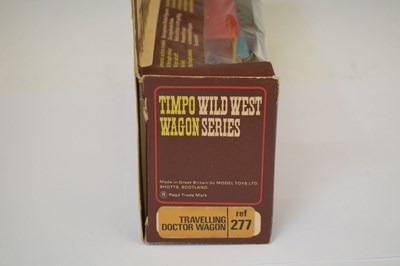 TIMPO WILD WEST
WAGON SERIES
Made in Great Britain by MODEL TOYS LTD.
SHOTTS, SCOTLAND.
® Regd Trade Mark
TRAVELLING
DOCTOR WAGON
ref
277